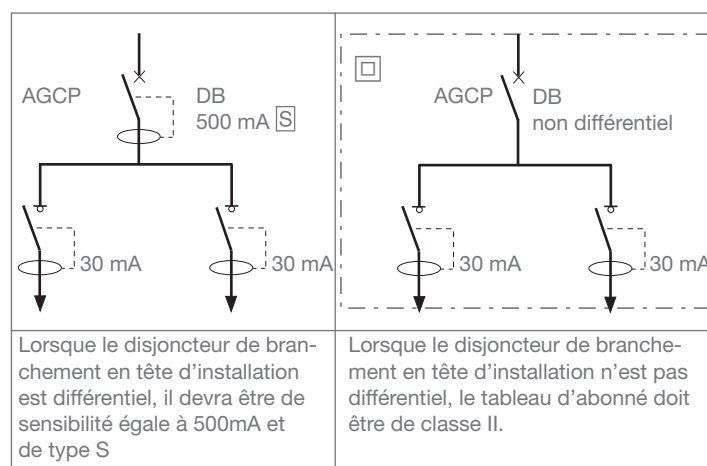 AGCP
DB
500 mA S
30 mA
30 mA
Lorsque le disjoncteur de bran-
chement en tête d'installation
est différentiel, il devra être de
sensibilité égale à 500mA et
de type S
AGCP
DB
non différentiel
30 mA
30 mA
Lorsque le disjoncteur de branche-
ment en tête d'installation n'est pas
différentiel, le tableau d'abonné doit
être de classe II.